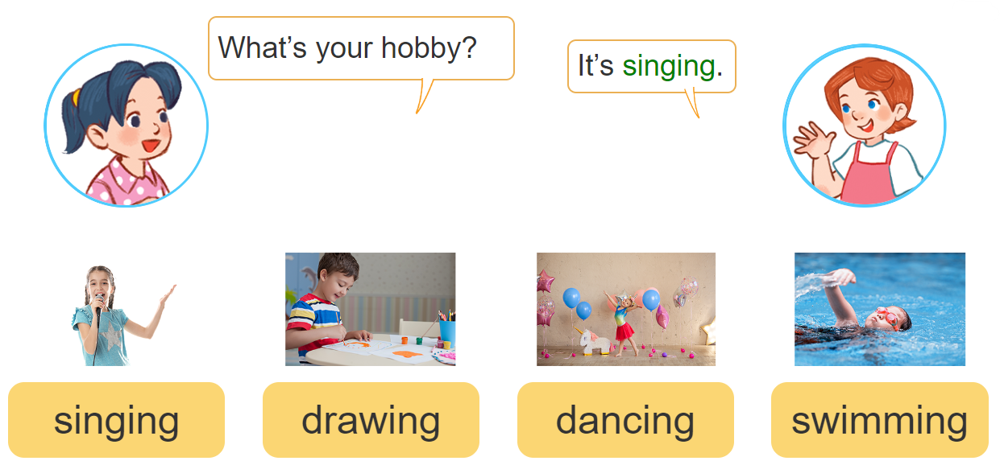 What’s your hobby?
It’s singing.
singing
drawing
dancing
swimming